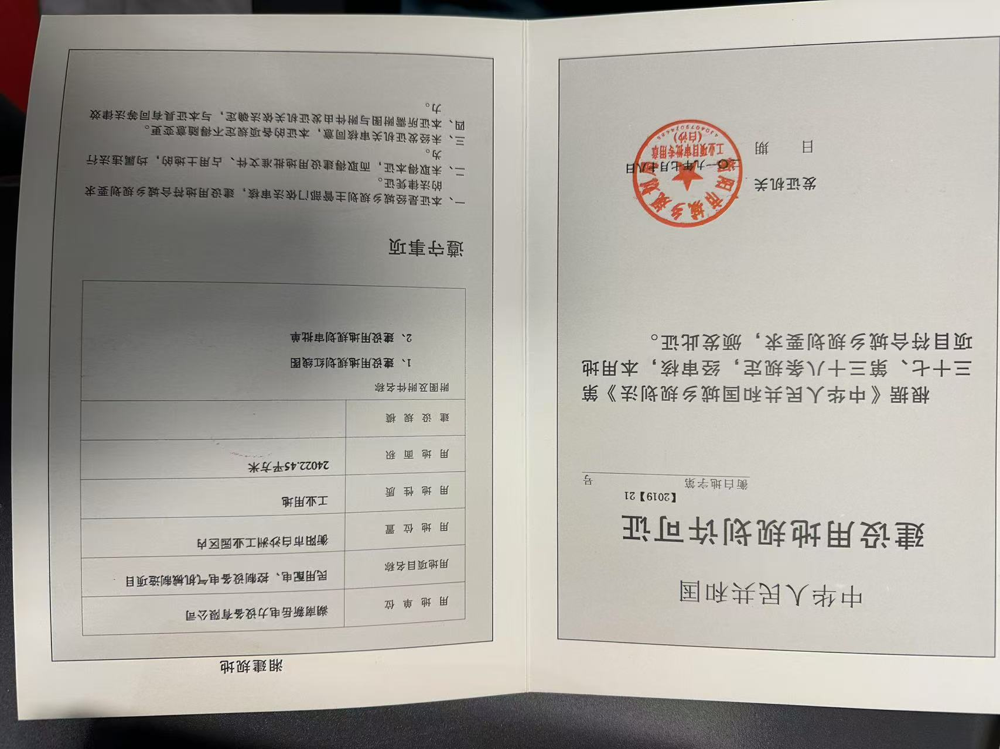 中华人民共和国
建设用地规划许可证
【2019】21
衡白地字第 号
根据《中华人民共和国城乡规划法》第
三十七、第三十八条规定，经审核，本用地
项目符合城乡规划要求，颁发此证。
发证机关
日 期
二〇一九年七月十八日
衡阳市城乡规划局
工业项目审批专用章
（白沙）
湘建规地
用地单位 湖南新岳电力设备有限公司
用地项目名称 民用配电、控制设备电气机械制造项目
用地位置 衡阳市白沙洲工业园区内
用地性质 工业用地
用地面积 24022.45平方米
建设规模
附图及附件名称
1、建设用地规划红线图
2、建设用地规划审批单
遵守事项
一、本证是经城乡规划主管部门依法审核，建设用地符合城乡规划要求
的法律凭证。
二、未取得本证，而取得建设用地批准文件、占用土地的，均属违法行
为。
三、未经发证机关审核同意，本证的各项规定不得随意变更。
四、本证所需附图与附件由发证机关依法确定，与本证具有同等法律效
力。